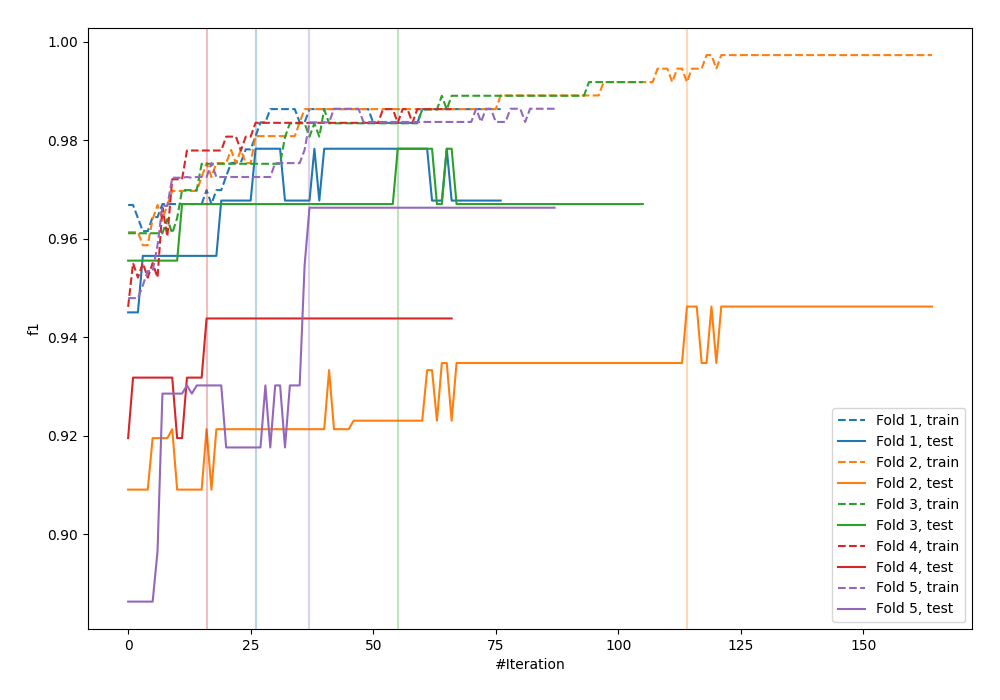 1.00
0.98
0.96
0.94
0.92
0.90
f1
0
25
50
75
100
125
150
#Iteration
Fold 1, train
Fold 1, test
Fold 2, train
Fold 2, test
Fold 3, train
Fold 3, test
Fold 4, train
Fold 4, test
Fold 5, train
Fold 5, test